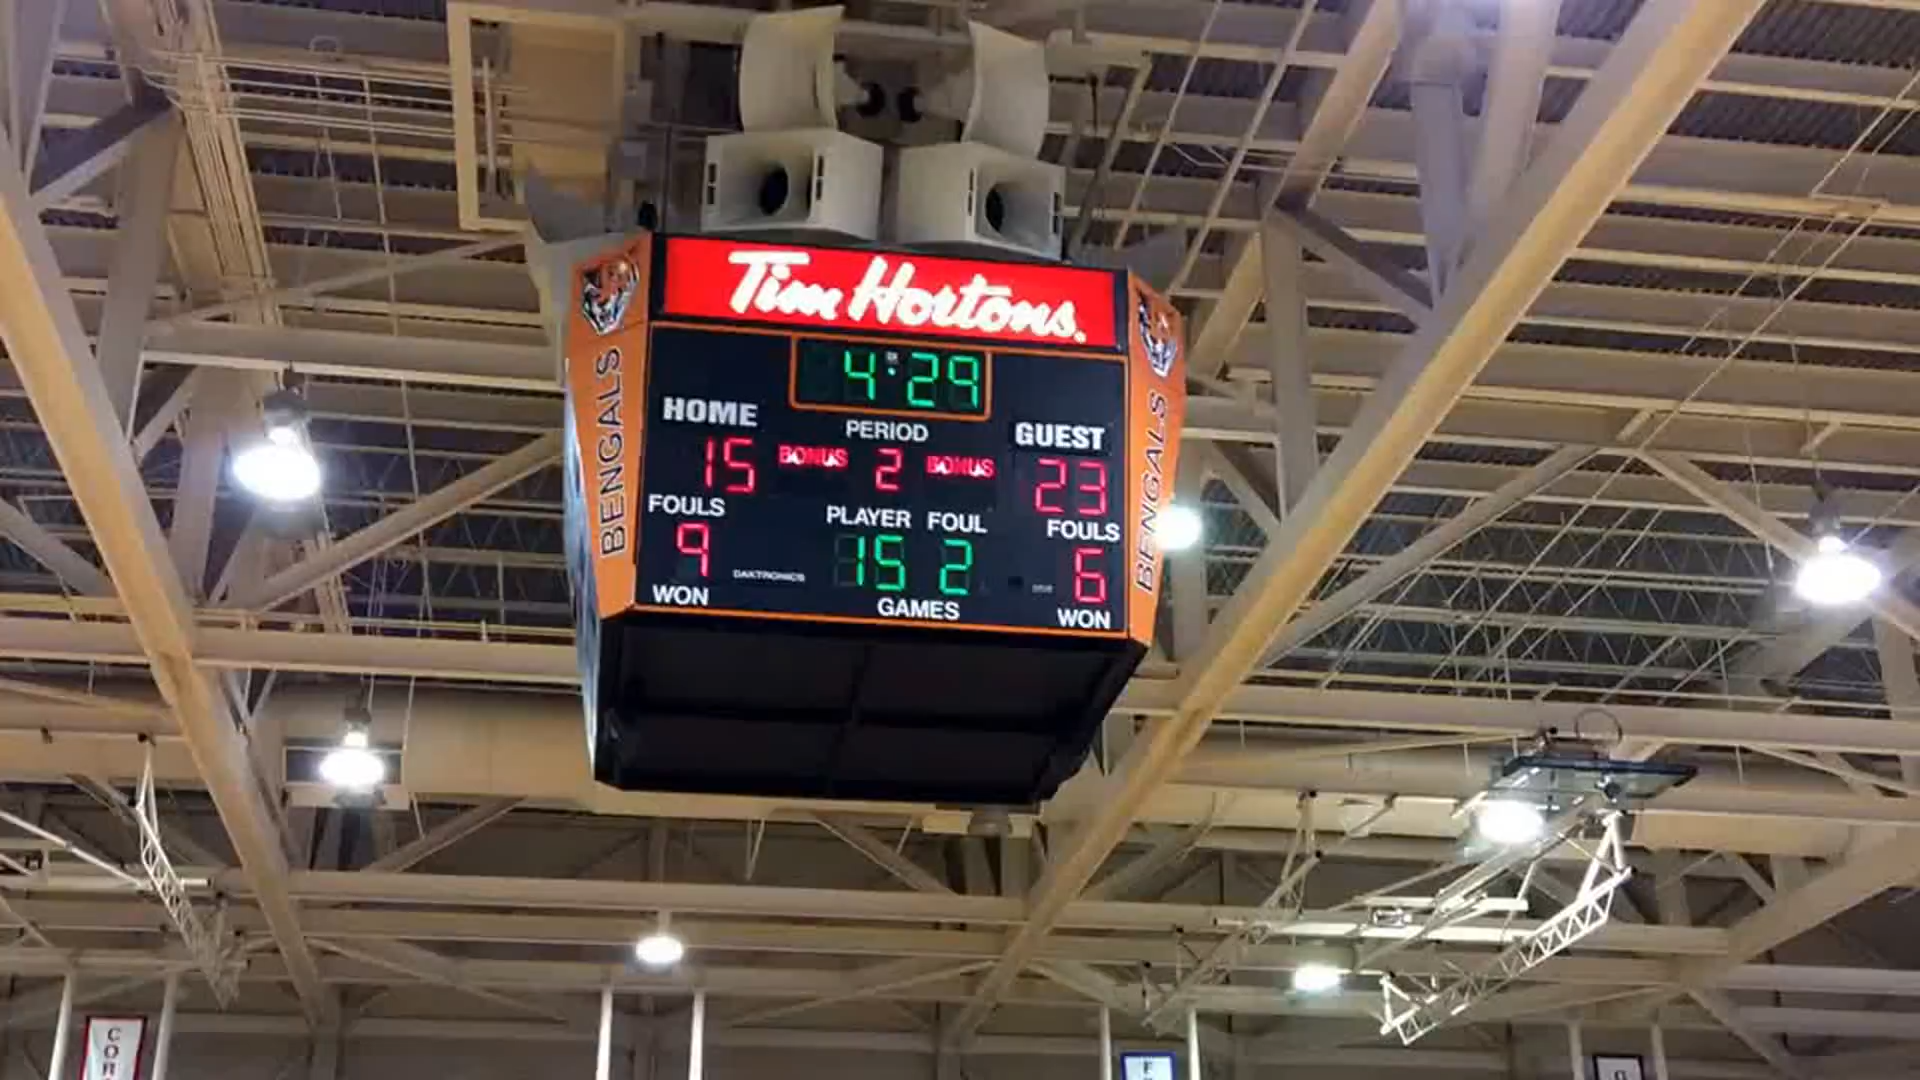 Tim Hortons.
4:29
HOME
PERIOD
GUEST
15 BONUS 2 BONUS 23
FOULS PLAYER FOUL FOULS
9 15 2 6
DAKTRONICS
WON GAMES WON
BENGALS
BENGALS